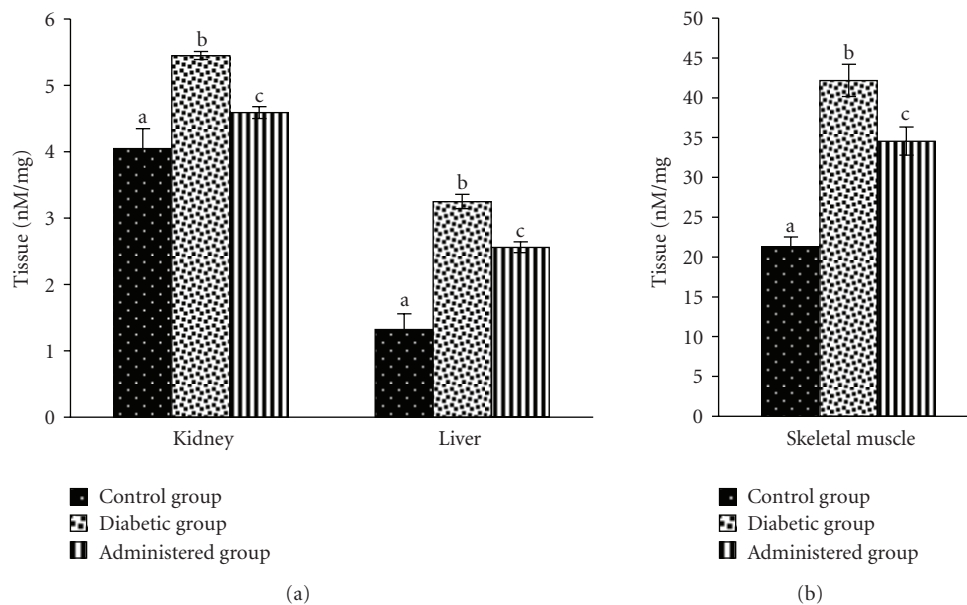 6
5
4
3
2
1
0
Tissue (nM/mg)
a
b
c
a
b
c
Kidney
Liver
Control group
Diabetic group
Administered group
(a)
50
45
40
35
30
25
20
15
10
5
0
Tissue (nM/mg)
a
b
c
Skeletal muscle
Control group
Diabetic group
Administered group
(b)